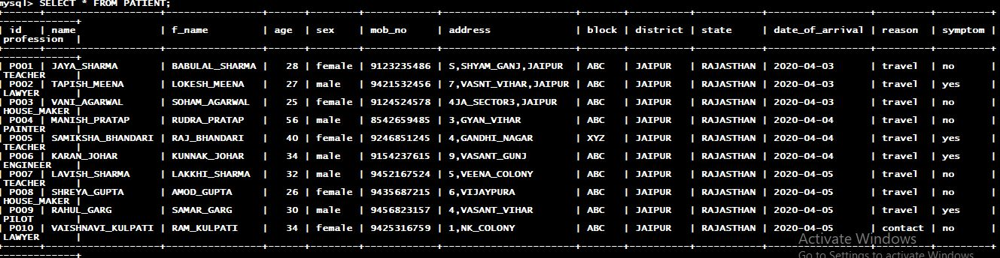 mysql> SELECT * FROM PATIENT;
+------+-------------------+----------------+------+--------+------------+----------------------+-------+----------+-----------+-----------------+---------+---------+
-------------+
| id | name | f_name | age | sex | mob_no | address | block | district | state | date_of_arrival | reason | symptom |
profession |
+------+-------------------+----------------+------+--------+------------+----------------------+-------+----------+-----------+-----------------+---------+---------+
-------------+
| P001 | JAYA_SHARMA | BABULAL_SHARMA | 28 | female | 9123235486 | 5,SHYAM_GANJ,JAIPUR | ABC | JAIPUR | RAJASTHAN | 2020-04-03 | travel | no |
TEACHER |
| P002 | TAPISH_MEENA | LOKESH_MEENA | 27 | male | 9421532456 | 7,VASNT_VIHAR,JAIPUR | ABC | JAIPUR | RAJASTHAN | 2020-04-03 | travel | yes |
LAWYER |
| P003 | VANI_AGARWAL | SOHAM_AGARWAL | 25 | female | 9124524578 | 4JA_SECTOR3,JAIPUR | ABC | JAIPUR | RAJASTHAN | 2020-04-03 | travel | no |
HOUSE_MAKER |
| P004 | MANISH_PRATAP | RUDRA_PRATAP | 56 | male | 8542659485 | 3,GYAN_VIHAR | ABC | JAIPUR | RAJASTHAN | 2020-04-04 | travel | no |
PAINTER |
| P005 | SAMIKSHA_BHANDARI | RAJ_BHANDARI | 40 | female | 9246851245 | 4,GANDHI_NAGAR | XYZ | JAIPUR | RAJASTHAN | 2020-04-04 | travel | yes |
TEACHER |
| P006 | KARAN_JOHAR | KUNNAK_JOHAR | 34 | male | 9154237615 | 9,VASANT_GUNJ | ABC | JAIPUR | RAJASTHAN | 2020-04-04 | travel | yes |
ENGINEER |
| P007 | LAVISH_SHARMA | LAKKHI_SHARMA | 32 | male | 9452167524 | 5,VEENA_COLONY | ABC | JAIPUR | RAJASTHAN | 2020-04-05 | travel | no |
TEACHER |
| P008 | SHREYA_GUPTA | AMOD_GUPTA | 26 | female | 9435687215 | 6,VIJAYPURA | ABC | JAIPUR | RAJASTHAN | 2020-04-05 | travel | no |
HOUSE_MAKER |
| P009 | RAHUL_GARG | SAMAR_GARG | 30 | male | 9456823157 | 4,VASANT_VIHAR | ABC | JAIPUR | RAJASTHAN | 2020-04-05 | travel | yes |
PILOT |
| P010 | VAISHNAVI_KULPATI | RAM_KULPATI | 34 | female | 9425316759 | 1,NK_COLONY | ABC | JAIPUR | RAJASTHAN | 2020-04-05 | contact | no |
LAWYER |
+------+-------------------+----------------+------+--------+------------+----------------------+-------+----------+-----------+-----------------+---------+---------+
-------------+
Activate Windows
Go to Settings to activate Windows.